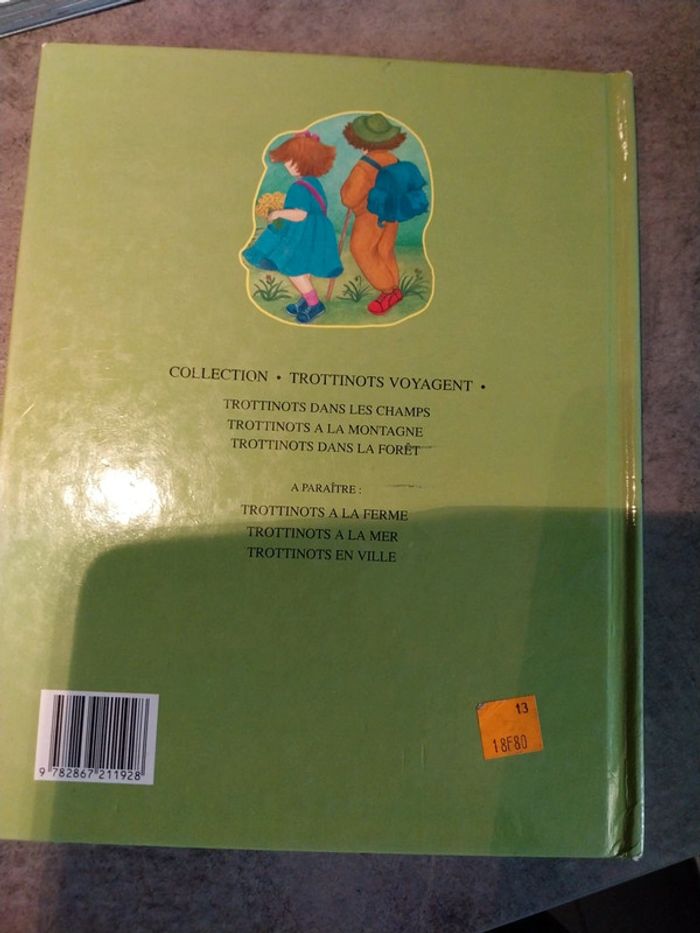 COLLECTION • TROTTINOTS VOYAGENT •
TROTTINOTS DANS LES CHAMPS
TROTTINOTS A LA MONTAGNE
TROTTINOTS DANS LA FORÊT
A PARAÎTRE :
TROTTINOTS A LA FERME
TROTTINOTS A LA MER
TROTTINOTS EN VILLE
13
18F80
9 782867 211928